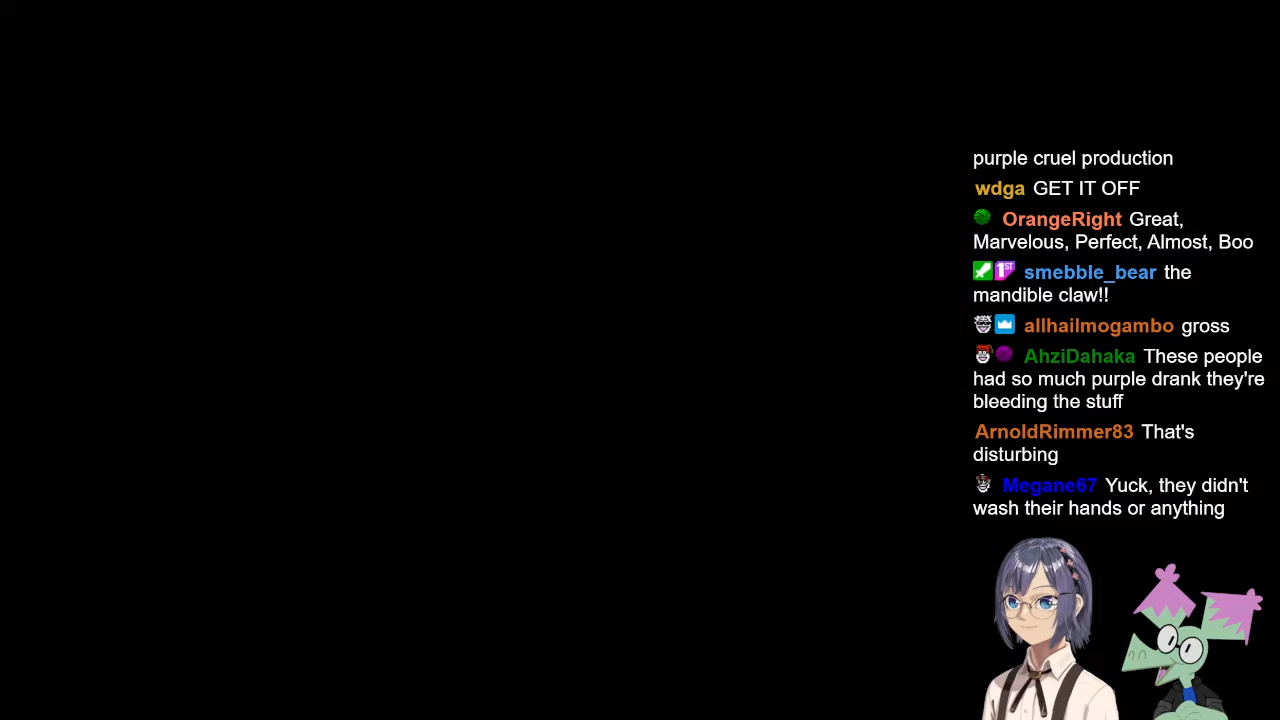 purple cruel production
wdga GET IT OFF
OrangeRight Great,
Marvelous, Perfect, Almost, Boo
1ST smebble_bear the
mandible claw!!
allhailmogambo gross
AhziDahaka These people
had so much purple drank they're
bleeding the stuff
ArnoldRimmer83 That's
disturbing
Megane67 Yuck, they didn't
wash their hands or anything